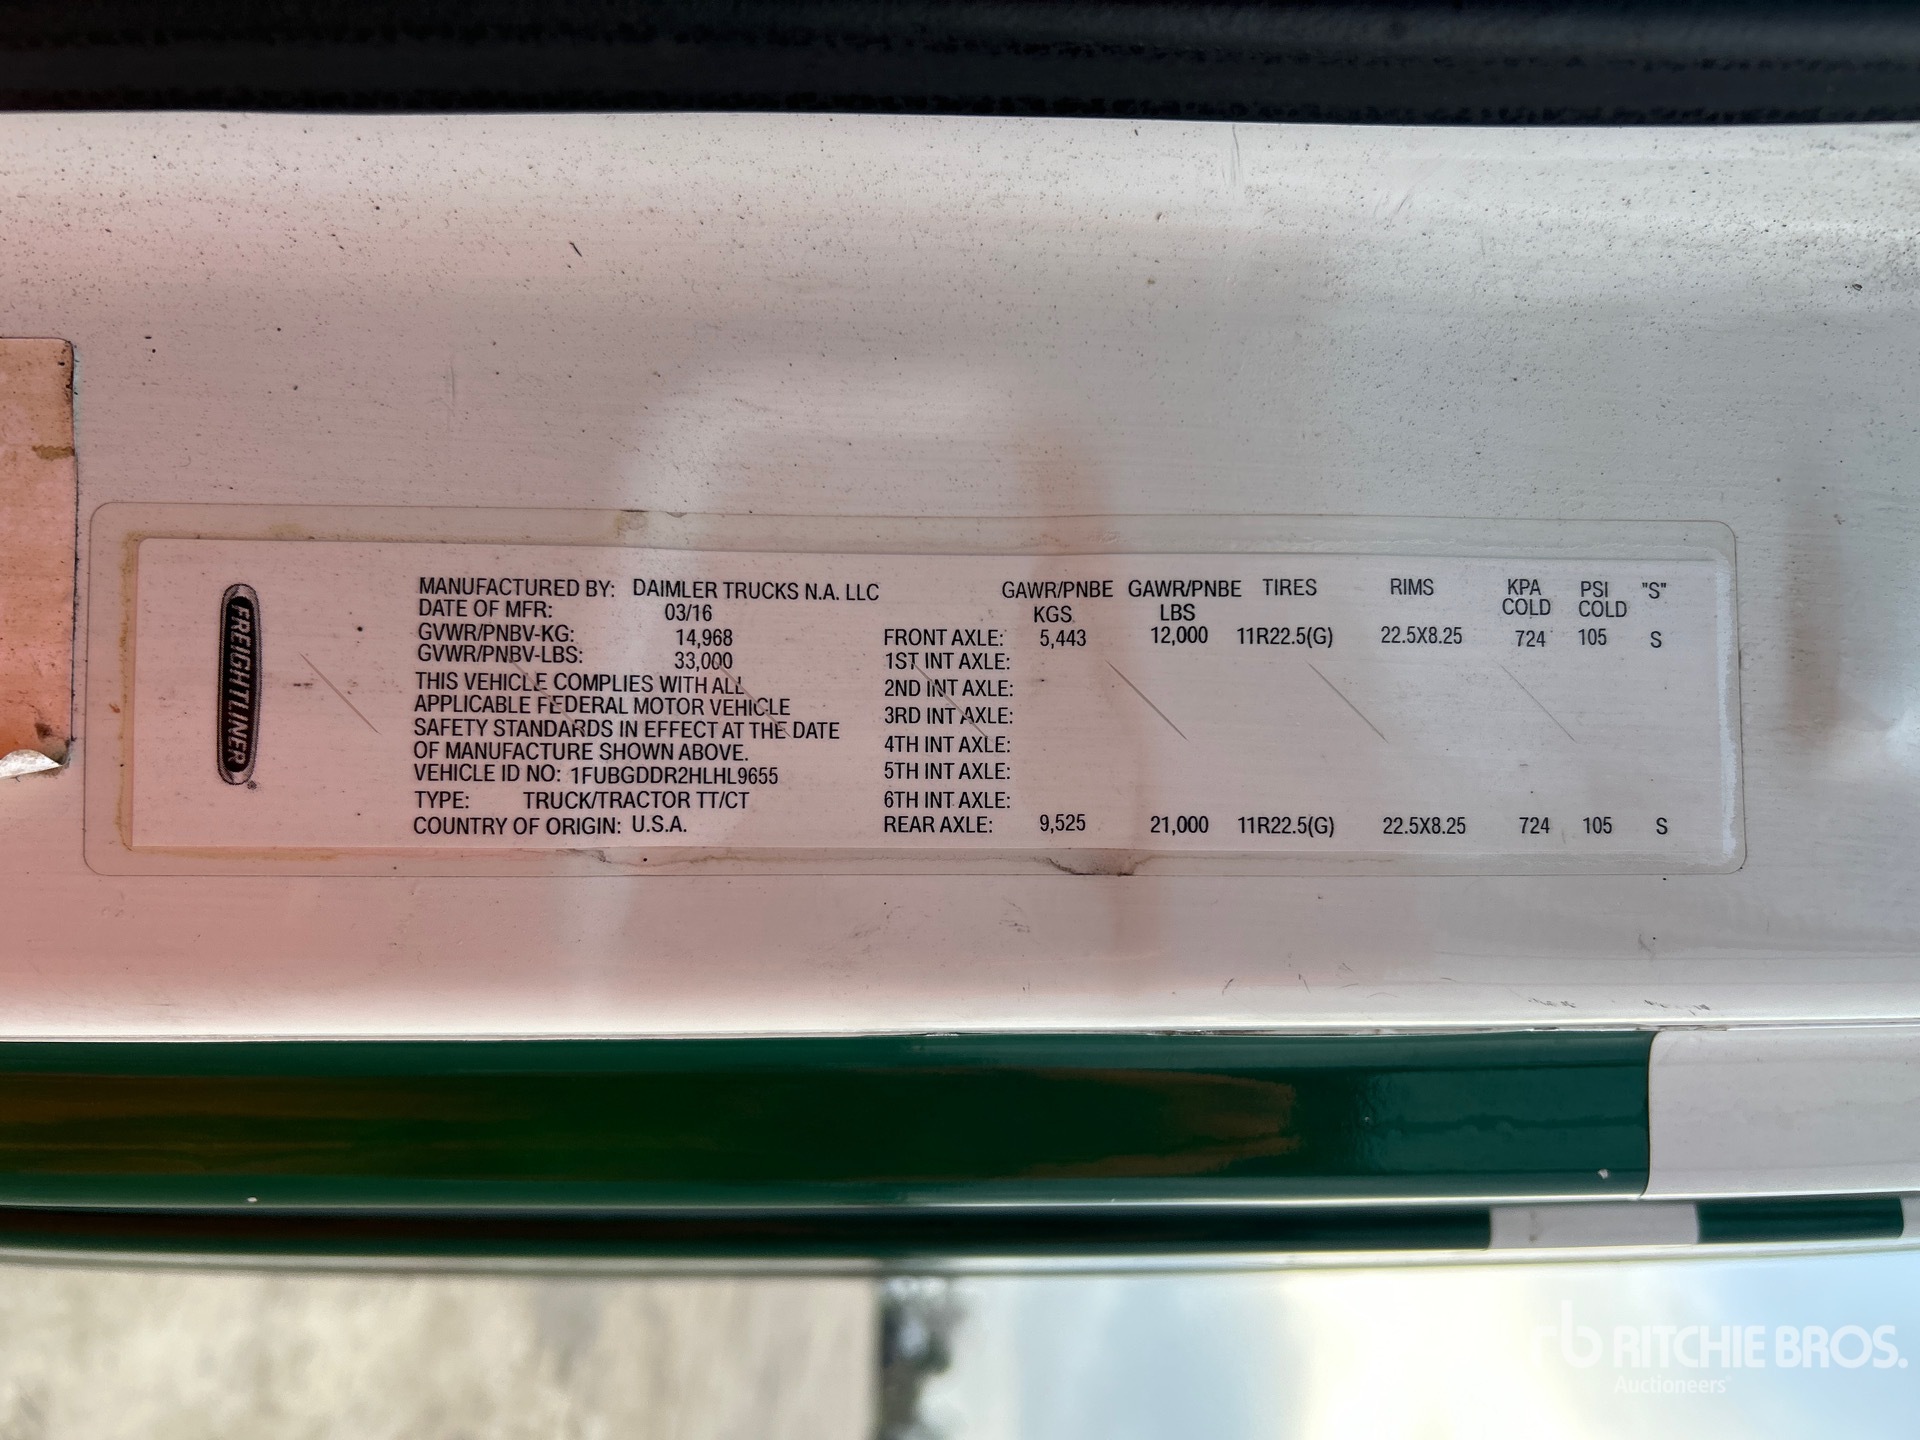 FREIGHTLINER
MANUFACTURED BY: DAIMLER TRUCKS N.A. LLC
DATE OF MFR: 03/16
GVWR/PNBV-KG: 14,968
GVWR/PNBV-LBS: 33,000
THIS VEHICLE COMPLIES WITH ALL
APPLICABLE FEDERAL MOTOR VEHICLE
SAFETY STANDARDS IN EFFECT AT THE DATE
OF MANUFACTURE SHOWN ABOVE.
VEHICLE ID NO: 1FUBGDDR2HLHL9655
TYPE: TRUCK/TRACTOR TT/CT
COUNTRY OF ORIGIN: U.S.A.
GAWR/PNBE GAWR/PNBE TIRES RIMS KPA PSI "S"
KGS LBS COLD COLD
FRONT AXLE: 5,443 12,000 11R22.5(G) 22.5X8.25 724 105 S
1ST INT AXLE:
2ND INT AXLE:
3RD INT AXLE:
4TH INT AXLE:
5TH INT AXLE:
6TH INT AXLE:
REAR AXLE: 9,525 21,000 11R22.5(G) 22.5X8.25 724 105 S
rb RITCHIE BROS.
Auctioneers